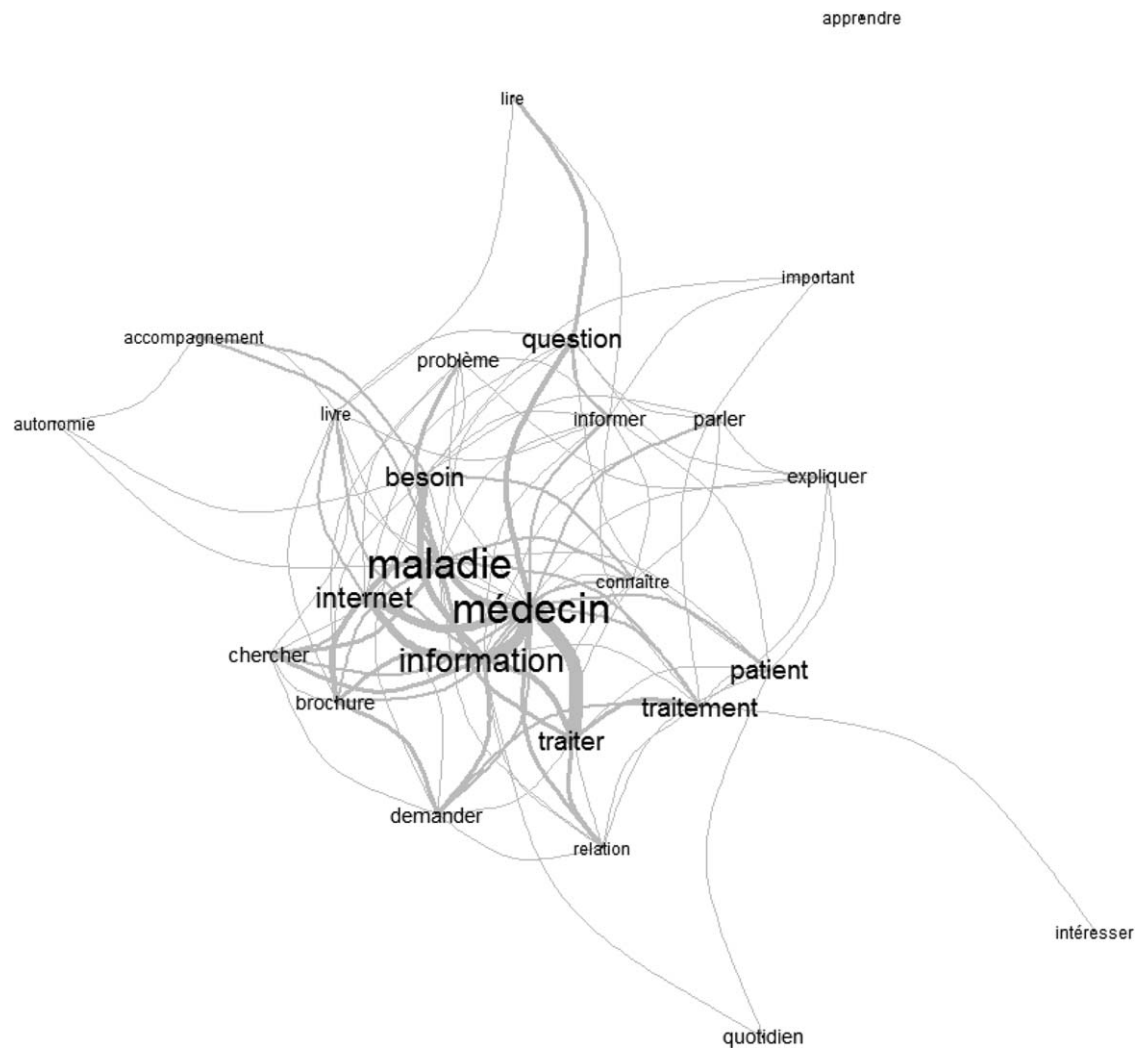 apprendre
lire
important
accompagnement
question
problème
livre
informer
parler
autonomie
besoin
expliquer
maladie
connaître
internet
médecin
chercher
information
patient
brochure
traitement
traiter
demander
relation
intéresser
quotidien